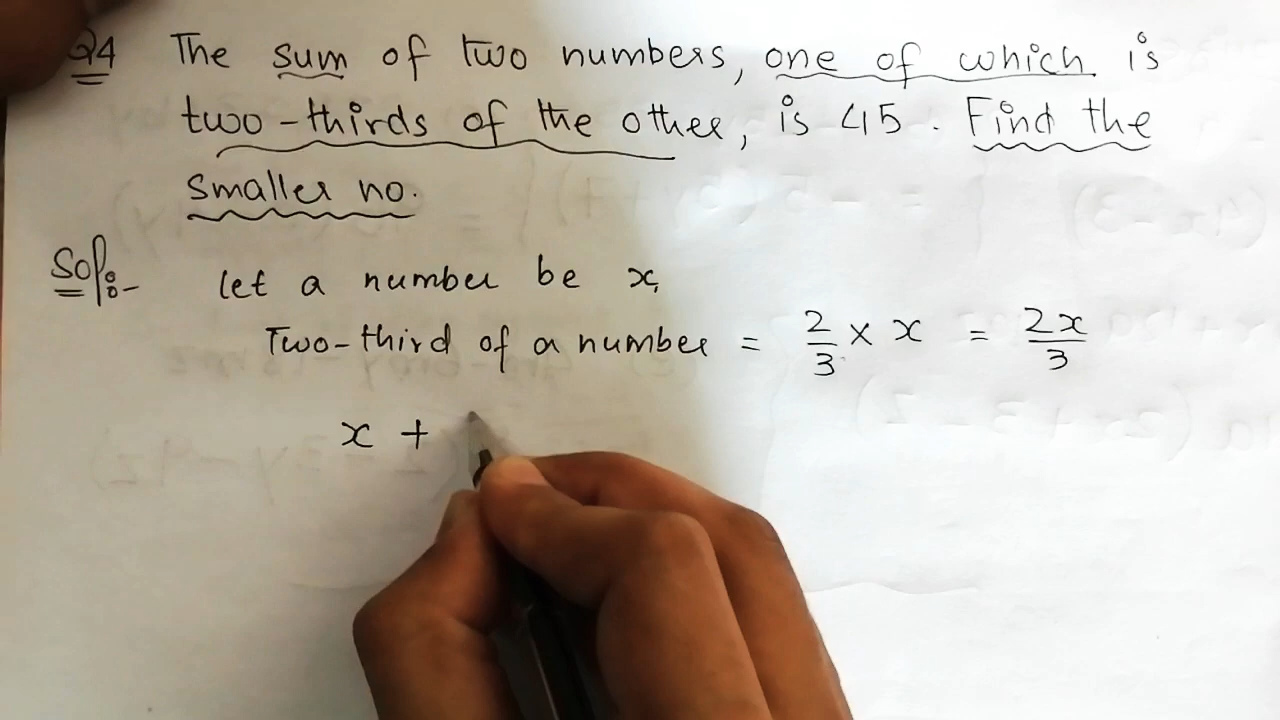 Q4 The sum of two numbers, one of which is
two-thirds of the other, is 45. Find the
smaller no.
Sol:- let a number be x,
Two-third of a number = 2/3 × x = 2x/3
x +